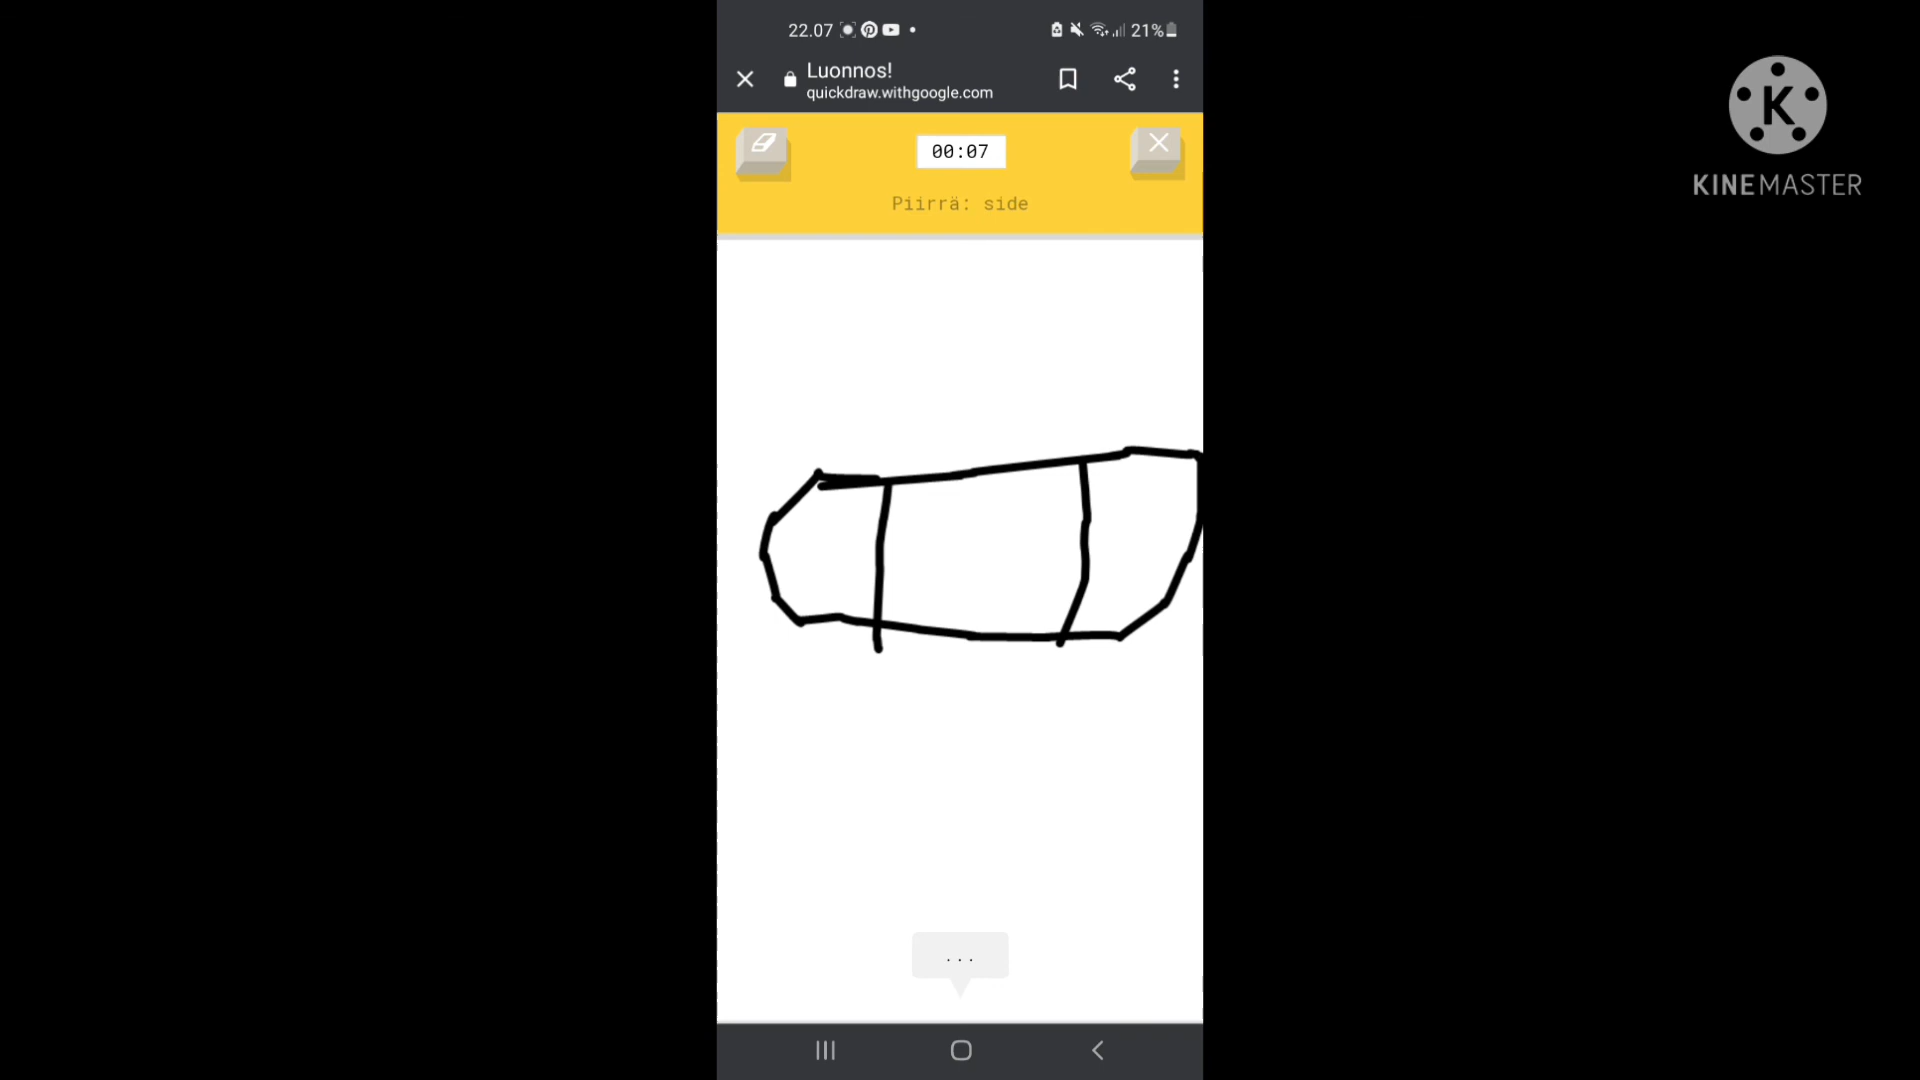 22.07 21%
Luonnos!
quickdraw.withgoogle.com
00:07
Piirrä: side
...
K
KINEMASTER